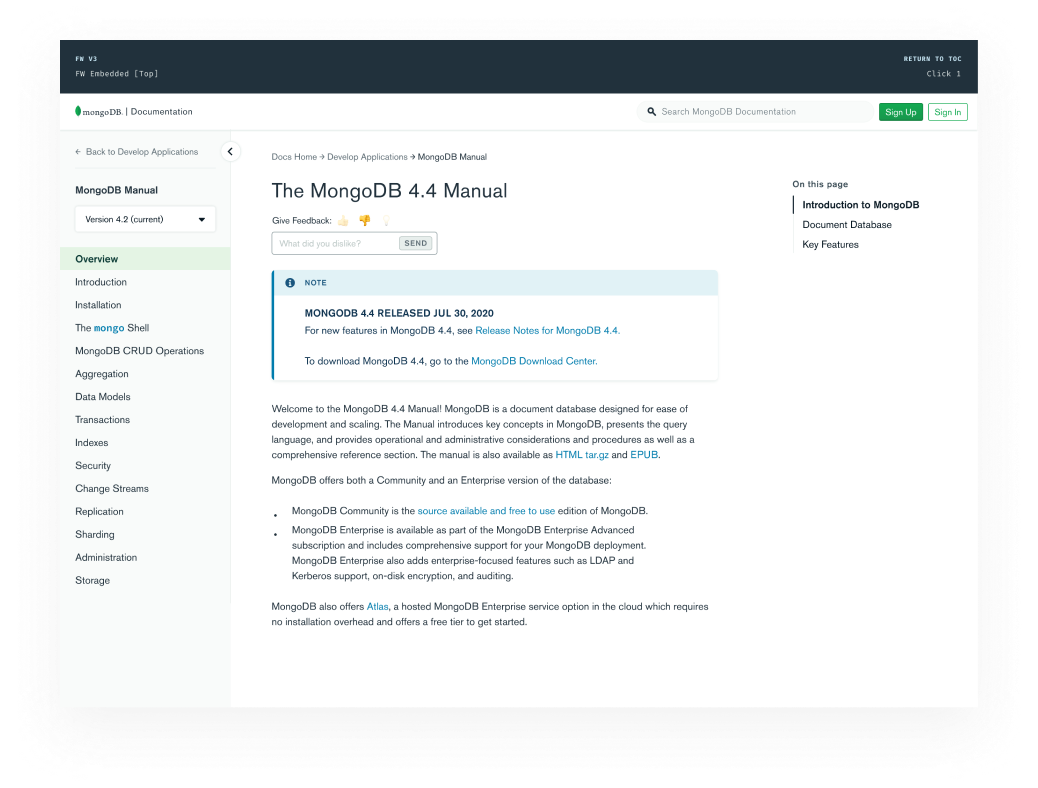 FW V3
RETURN TO TOC
FW Embedded [Top]
Click 1
mongoDB. | Documentation
Search MongoDB Documentation
Sign Up
Sign In
← Back to Develop Applications
MongoDB Manual
Version 4.2 (current)
Overview
Introduction
Installation
The mongo Shell
MongoDB CRUD Operations
Aggregation
Data Models
Transactions
Indexes
Security
Change Streams
Replication
Sharding
Administration
Storage
Docs Home → Develop Applications → MongoDB Manual
The MongoDB 4.4 Manual
Give Feedback:
What did you dislike?
SEND
NOTE
MONGODB 4.4 RELEASED JUL 30, 2020
For new features in MongoDB 4.4, see Release Notes for MongoDB 4.4.
To download MongoDB 4.4, go to the MongoDB Download Center.
Welcome to the MongoDB 4.4 Manual! MongoDB is a document database designed for ease of
development and scaling. The Manual introduces key concepts in MongoDB, presents the query
language, and provides operational and administrative considerations and procedures as well as a
comprehensive reference section. The manual is also available as HTML tar.gz and EPUB.
MongoDB offers both a Community and an Enterprise version of the database:
• MongoDB Community is the source available and free to use edition of MongoDB.
• MongoDB Enterprise is available as part of the MongoDB Enterprise Advanced
subscription and includes comprehensive support for your MongoDB deployment.
MongoDB Enterprise also adds enterprise-focused features such as LDAP and
Kerberos support, on-disk encryption, and auditing.
MongoDB also offers Atlas, a hosted MongoDB Enterprise service option in the cloud which requires
no installation overhead and offers a free tier to get started.
On this page
Introduction to MongoDB
Document Database
Key Features